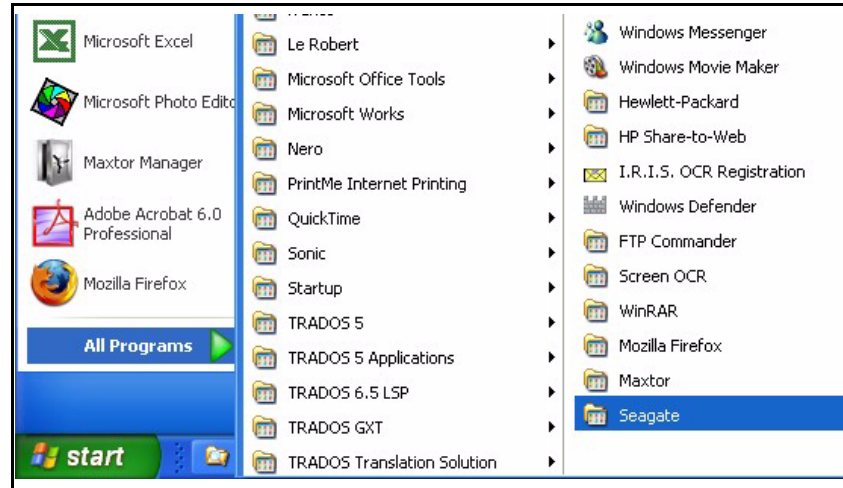 Microsoft Excel
Microsoft Photo Edito
Maxtor Manager
Adobe Acrobat 6.0
Professional
Mozilla Firefox
All Programs
start
Le Robert
Microsoft Office Tools
Microsoft Works
Nero
PrintMe Internet Printing
QuickTime
Sonic
Startup
TRADOS 5
TRADOS 5 Applications
TRADOS 6.5 LSP
TRADOS GXT
TRADOS Translation Solution
Windows Messenger
Windows Movie Maker
Hewlett-Packard
HP Share-to-Web
I.R.I.S. OCR Registration
Windows Defender
FTP Commander
Screen OCR
WinRAR
Mozilla Firefox
Maxtor
Seagate